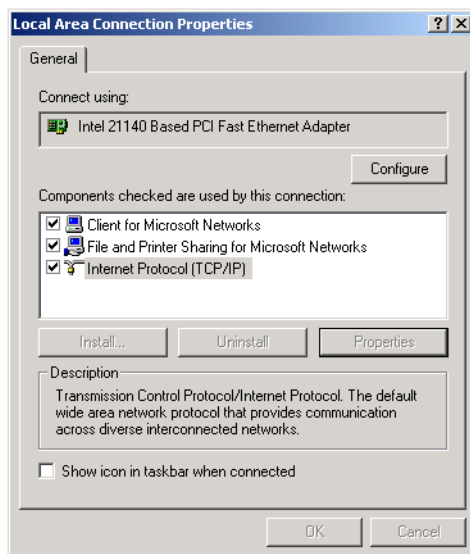 Local Area Connection Properties
General
Connect using:
Intel 21140 Based PCI Fast Ethernet Adapter
Configure
Components checked are used by this connection:
Client for Microsoft Networks
File and Printer Sharing for Microsoft Networks
Internet Protocol (TCP/IP)
Install... Uninstall Properties
Description
Transmission Control Protocol/Internet Protocol. The default
wide area network protocol that provides communication
across diverse interconnected networks.
Show icon in taskbar when connected
OK Cancel